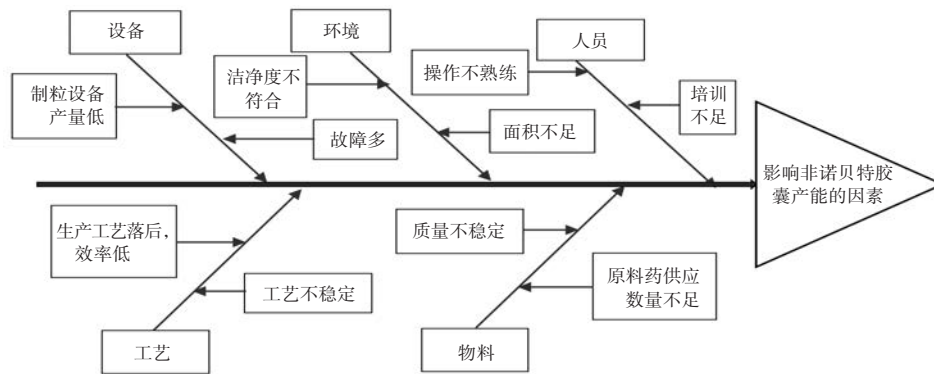 设备
环境
人员
制粒设备
产量低
洁净度不
符合
操作不熟练
培训
不足
故障多
面积不足
影响非诺贝特胶
囊产能的因素
生产工艺落后，
效率低
质量不稳定
工艺不稳定
原料药供应
数量不足
工艺
物料